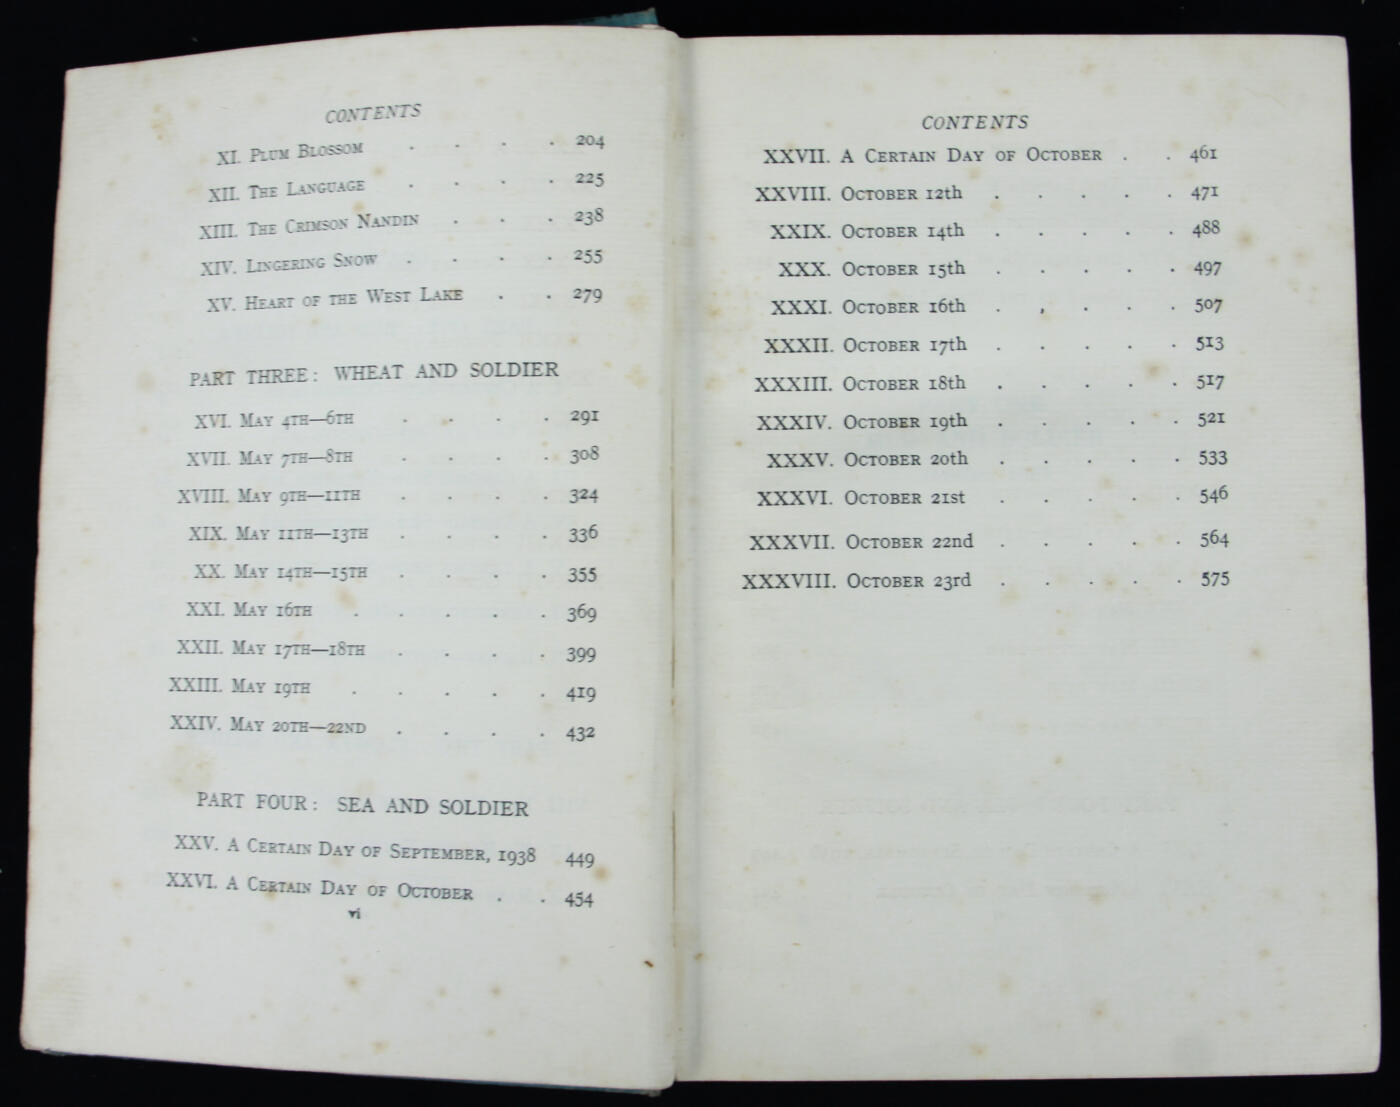 CONTENTS
XI. Plum Blossom . . . . 204
XII. The Language . . . . 225
XIII. The Crimson Nandin . . . 238
XIV. Lingering Snow . . . . 255
XV. Heart of the West Lake . . 279
PART THREE: WHEAT AND SOLDIER
XVI. May 4th—6th . . . . 291
XVII. May 7th—8th . . . . 308
XVIII. May 9th—11th . . . . 324
XIX. May 11th—13th . . . . 336
XX. May 14th—15th . . . . 355
XXI. May 16th . . . . . 369
XXII. May 17th—18th . . . . 399
XXIII. May 19th . . . . . 419
XXIV. May 20th—22nd . . . . 432
PART FOUR: SEA AND SOLDIER
XXV. A Certain Day of September, 1938 449
XXVI. A Certain Day of October . . 454
vi
CONTENTS
XXVII. A Certain Day of October . . 461
XXVIII. October 12th . . . . . 471
XXIX. October 14th . . . . . 488
XXX. October 15th . . . . . 497
XXXI. October 16th . . . . . 507
XXXII. October 17th . . . . . 513
XXXIII. October 18th . . . . . 517
XXXIV. October 19th . . . . . 521
XXXV. October 20th . . . . . 533
XXXVI. October 21st . . . . . 546
XXXVII. October 22nd . . . . . 564
XXXVIII. October 23rd . . . . . 575